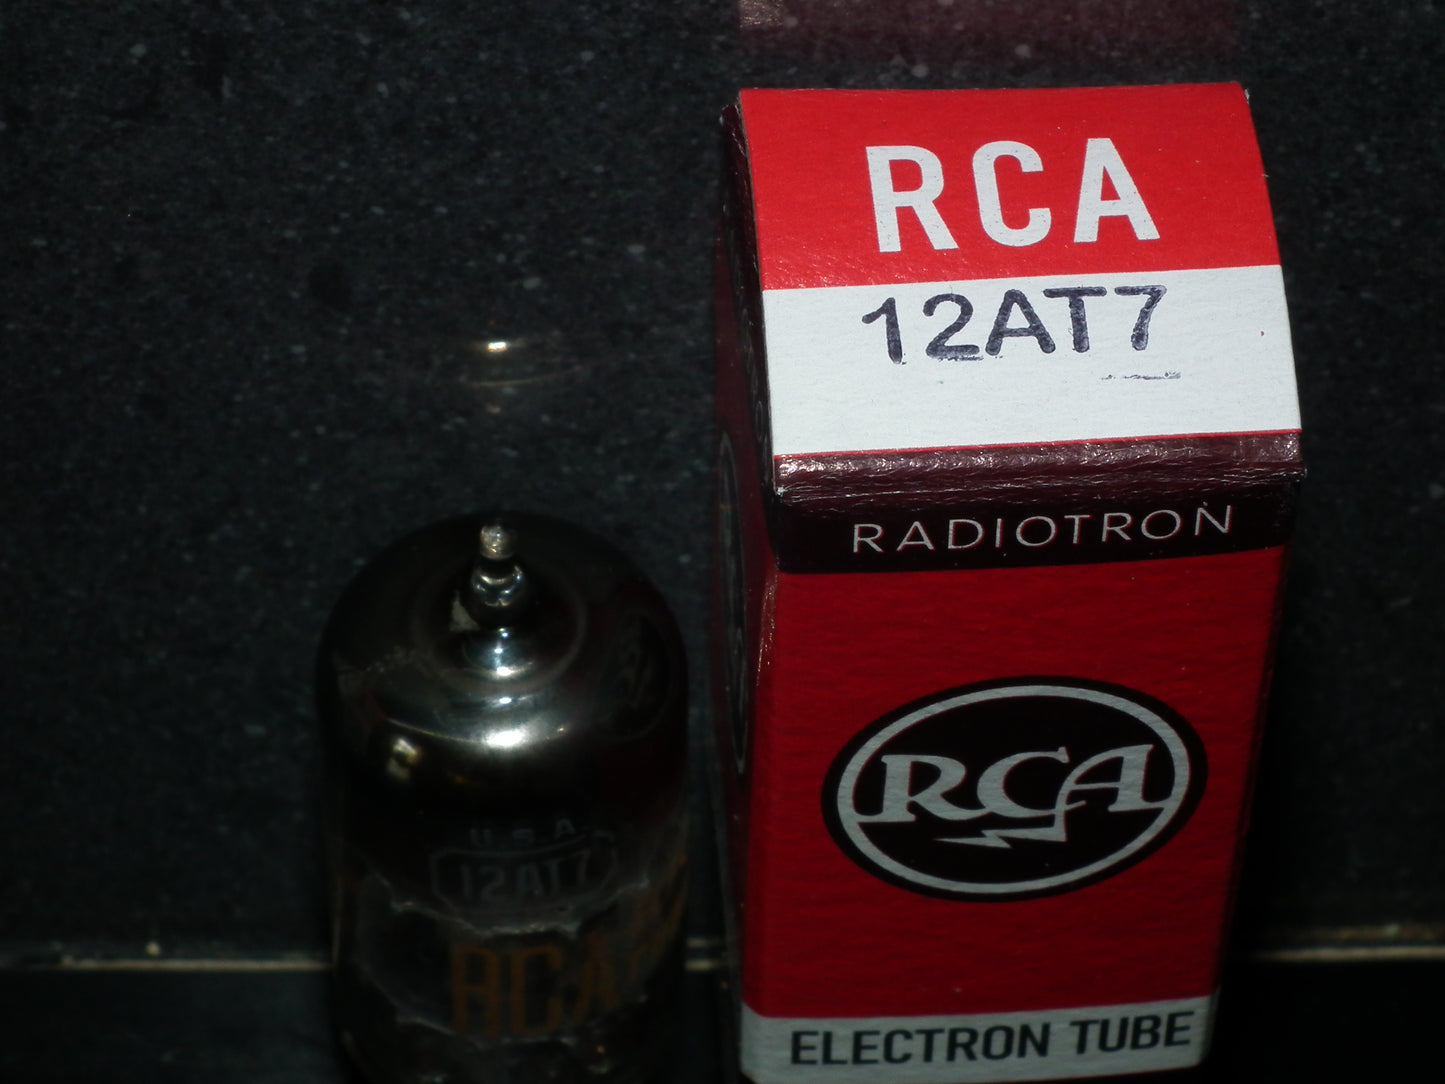 RCA
12AT7
RADIOTRON
RCA
ELECTRON TUBE
U.S.A.
12AT7
RCA